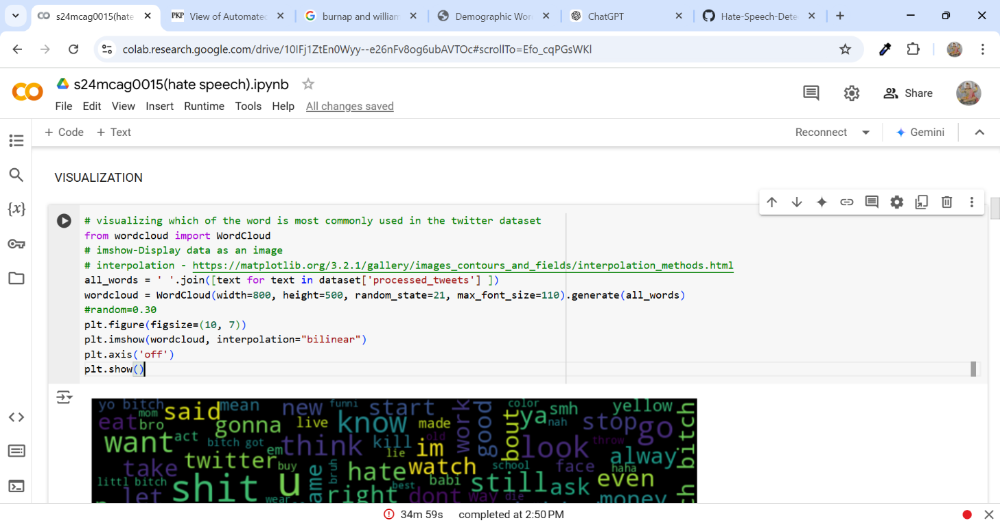 s24mcag0015(hate
View of Automated
burnap and william
Demographic Wor
ChatGPT
Hate-Speech-Dete
colab.research.google.com/drive/10IFj1ZtEn0Wyy--e26nFv8og6ubAVTOc#scrollTo=Efo_cqPGsWKl
s24mcag0015(hate speech).ipynb
File Edit View Insert Runtime Tools Help All changes saved
Share
+ Code + Text
Reconnect
Gemini
VISUALIZATION
# visualizing which of the word is most commonly used in the twitter dataset
from wordcloud import WordCloud
# imshow-Display data as an image
# interpolation - https://matplotlib.org/3.2.1/gallery/images_contours_and_fields/interpolation_methods.html
all_words = ' '.join([text for text in dataset['processed_tweets'] ])
wordcloud = WordCloud(width=800, height=500, random_state=21, max_font_size=110).generate(all_words)
#random=0.30
plt.figure(figsize=(10, 7))
plt.imshow(wordcloud, interpolation="bilinear")
plt.axis('off')
plt.show()
yo bitch
mean
new
funni
start
work
good
color
yellow
mom
said
ya
smh
bitch
eat
bro
gonna
live
know
made
bout
nah
stop
go
want
act
bitch got
think
kill
old
im
look
throw
em
lie
alway
twitter
buy
bruh
hate
watch
school
face
haha
take
babi
still
even
littl bitch
shit
u
ame
best
ask
let
wear
right
dont
way
die
money
34m 59s completed at 2:50 PM